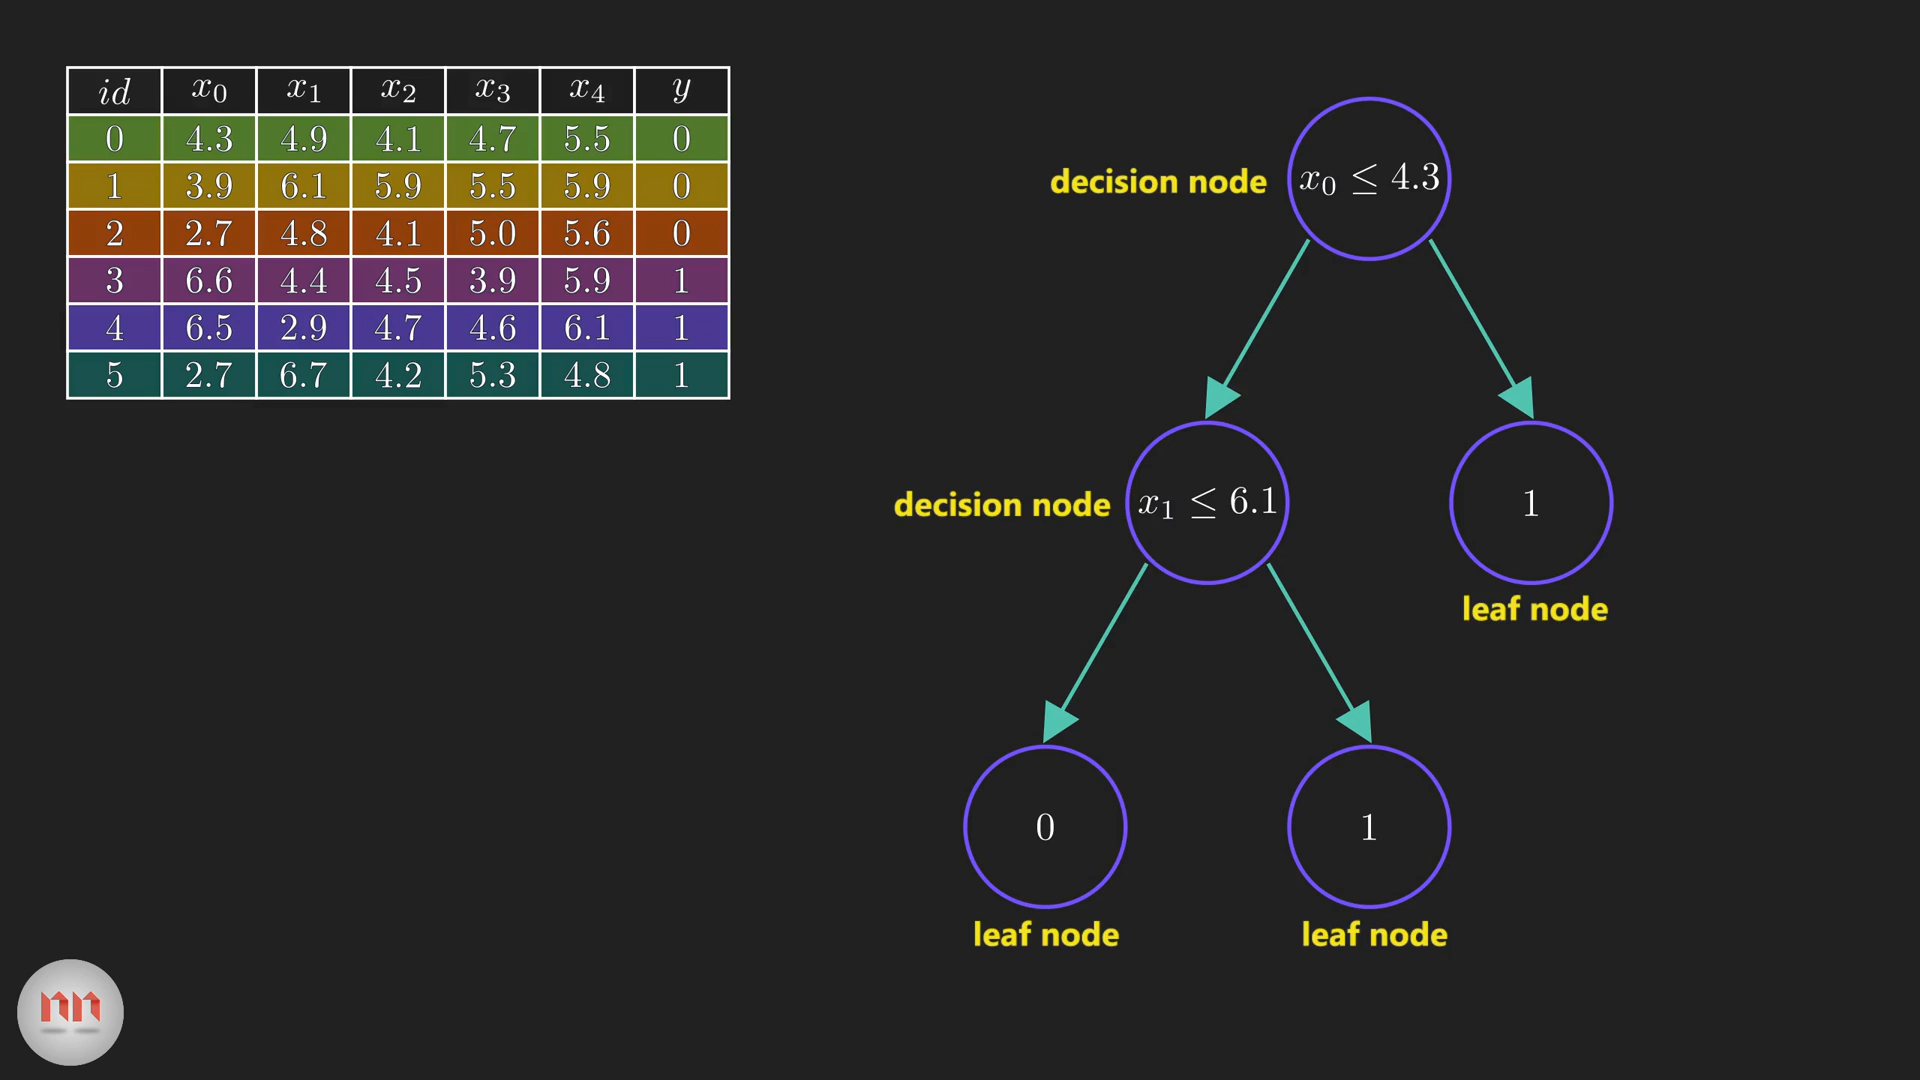 id x₀ x₁ x₂ x₃ x₄ y
0 4.3 4.9 4.1 4.7 5.5 0
1 3.9 6.1 5.9 5.5 5.9 0
2 2.7 4.8 4.1 5.0 5.6 0
3 6.6 4.4 4.5 3.9 5.9 1
4 6.5 2.9 4.7 4.6 6.1 1
5 2.7 6.7 4.2 5.3 4.8 1
decision node x₀ ≤ 4.3
decision node x₁ ≤ 6.1
1
leaf node
0
1
leaf node
leaf node
nn